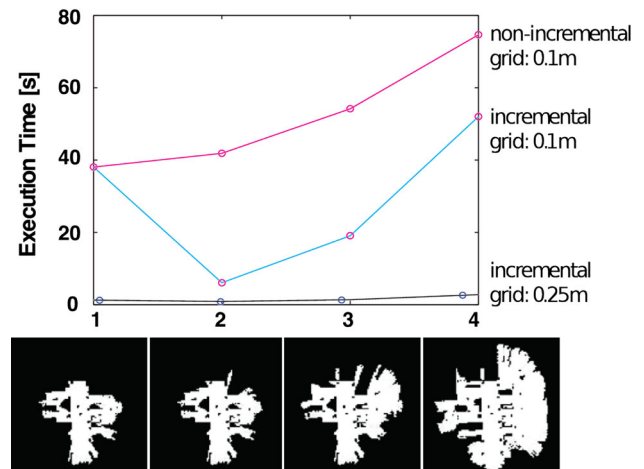 80
60
40
20
0
Execution Time [s]
1 2 3 4
non-incremental
grid: 0.1m
incremental
grid: 0.1m
incremental
grid: 0.25m